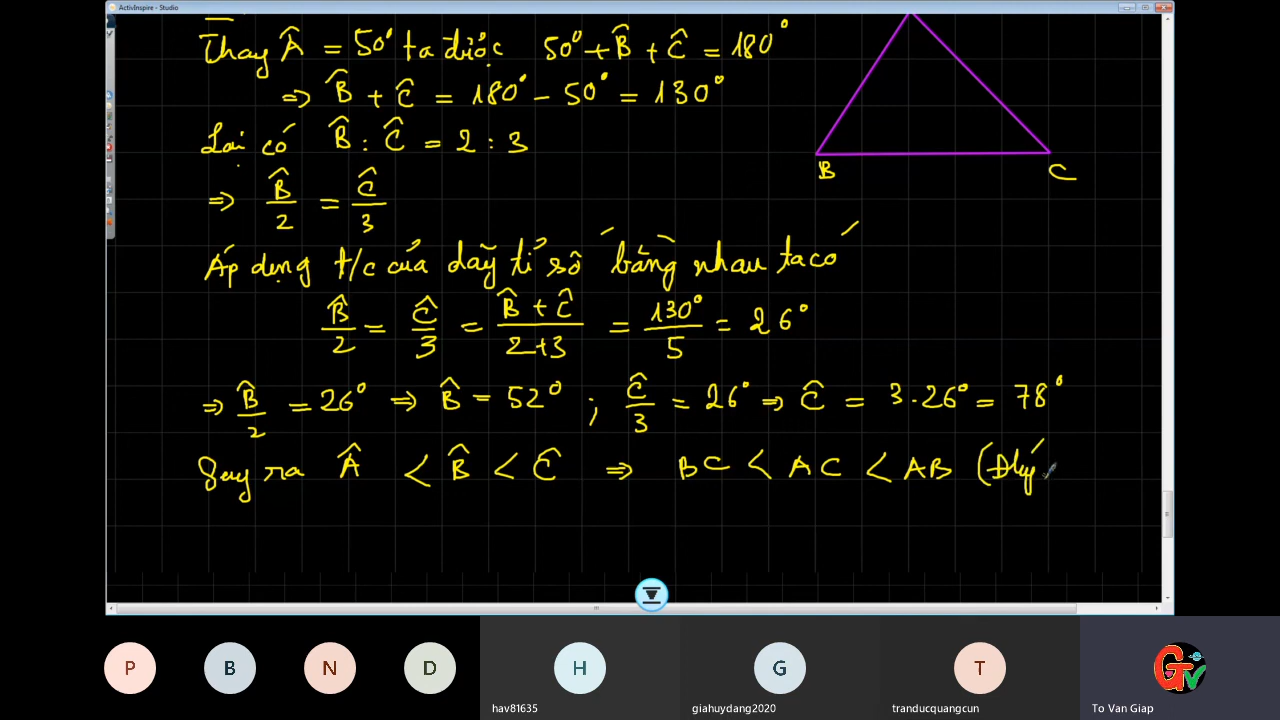 ActivInspire - Studio
Thay Â = 50° ta được 50° + B̂ + Ĉ = 180°
⇒ B̂ + Ĉ = 180° - 50° = 130°
Lại có B̂ : Ĉ = 2 : 3
B C
⇒ B̂/2 = Ĉ/3
Áp dụng t/c của dãy tỉ số bằng nhau ta có
B̂/2 = Ĉ/3 = (B̂ + Ĉ)/(2+3) = 130°/5 = 26°
⇒ B̂/2 = 26° ⇒ B̂ = 52° ; Ĉ/3 = 26° ⇒ Ĉ = 3.26° = 78°
Suy ra Â < B̂ < Ĉ ⇒ BC < AC < AB (Đlý
P B N D H G T GTV
hav81635 giahuydang2020 tranducquangcun To Van Giap